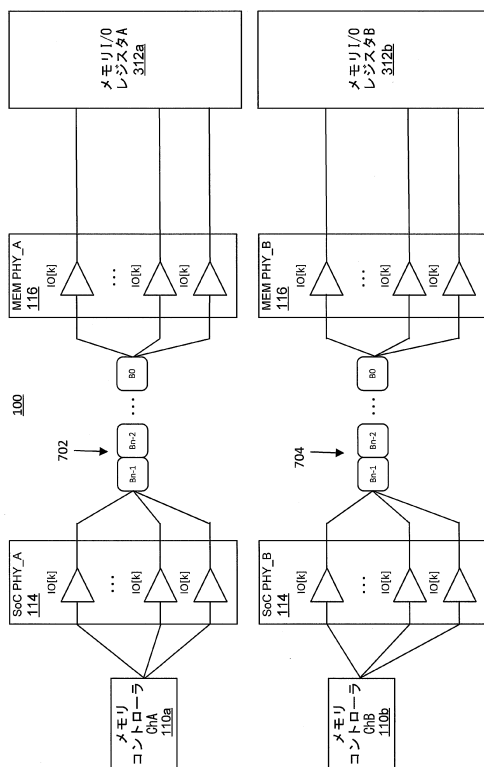 100
メモリ
コントローラ
ChA
110a
SoC PHY_A
114
IO[k]
...
IO[k]
IO[k]
702
Bn-1
Bn-2
...
B0
MEM PHY_A
116
IO[k]
...
IO[k]
IO[k]
メモリI/O
レジスタA
312a
メモリ
コントローラ
ChB
110b
SoC PHY_B
114
IO[k]
...
IO[k]
IO[k]
704
Bn-1
Bn-2
...
B0
MEM PHY_B
116
IO[k]
...
IO[k]
IO[k]
メモリI/O
レジスタB
312b